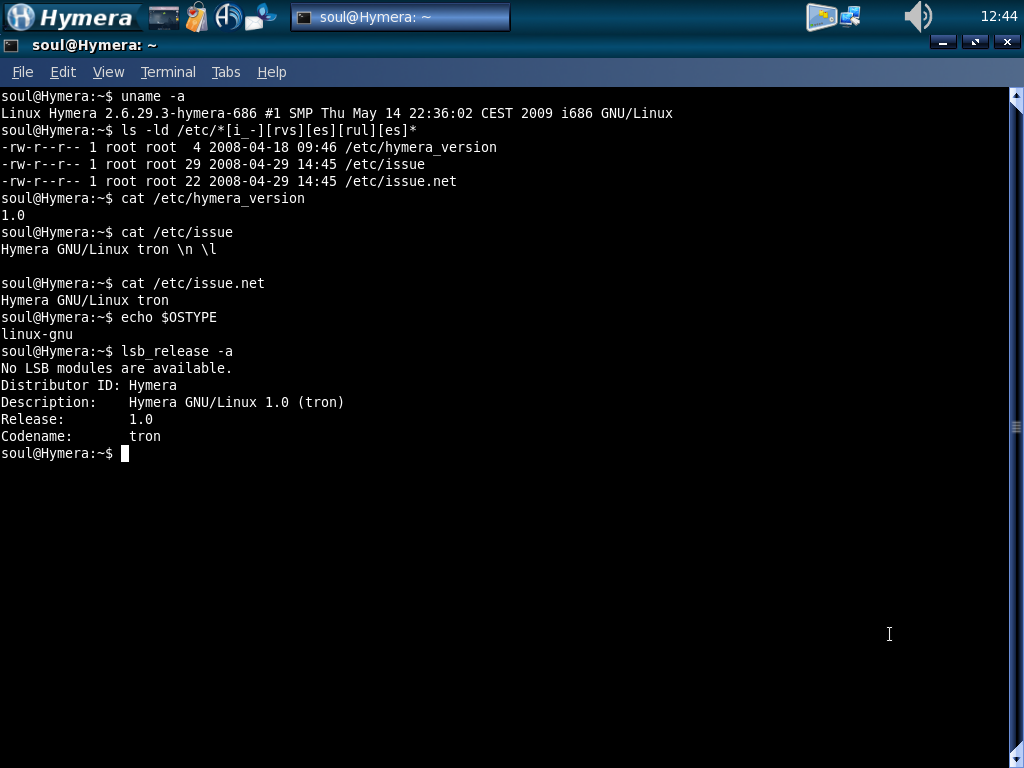 Hymera soul@Hymera: ~ 12:44
soul@Hymera: ~
File Edit View Terminal Tabs Help
soul@Hymera:~$ uname -a
Linux Hymera 2.6.29.3-hymera-686 #1 SMP Thu May 14 22:36:02 CEST 2009 i686 GNU/Linux
soul@Hymera:~$ ls -ld /etc/*[i_-][rvs][es][rul][es]*
-rw-r--r-- 1 root root  4 2008-04-18 09:46 /etc/hymera_version
-rw-r--r-- 1 root root 29 2008-04-29 14:45 /etc/issue
-rw-r--r-- 1 root root 22 2008-04-29 14:45 /etc/issue.net
soul@Hymera:~$ cat /etc/hymera_version
1.0
soul@Hymera:~$ cat /etc/issue
Hymera GNU/Linux tron \n \l
soul@Hymera:~$ cat /etc/issue.net
Hymera GNU/Linux tron
soul@Hymera:~$ echo $OSTYPE
linux-gnu
soul@Hymera:~$ lsb_release -a
No LSB modules are available.
Distributor ID: Hymera
Description:    Hymera GNU/Linux 1.0 (tron)
Release:        1.0
Codename:       tron
soul@Hymera:~$